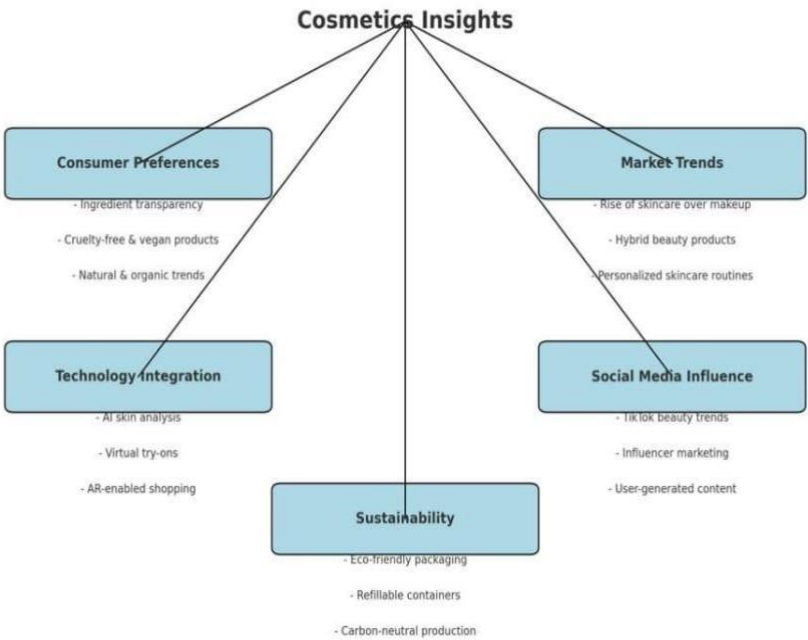 Cosmetics Insights
Consumer Preferences
- Ingredient transparency
- Cruelty-free & vegan products
- Natural & organic trends
Market Trends
- Rise of skincare over makeup
- Hybrid beauty products
- Personalized skincare routines
Technology Integration
- AI skin analysis
- Virtual try-ons
- AR-enabled shopping
Social Media Influence
- TikTok beauty trends
- Influencer marketing
- User-generated content
Sustainability
- Eco-friendly packaging
- Refillable containers
- Carbon-neutral production